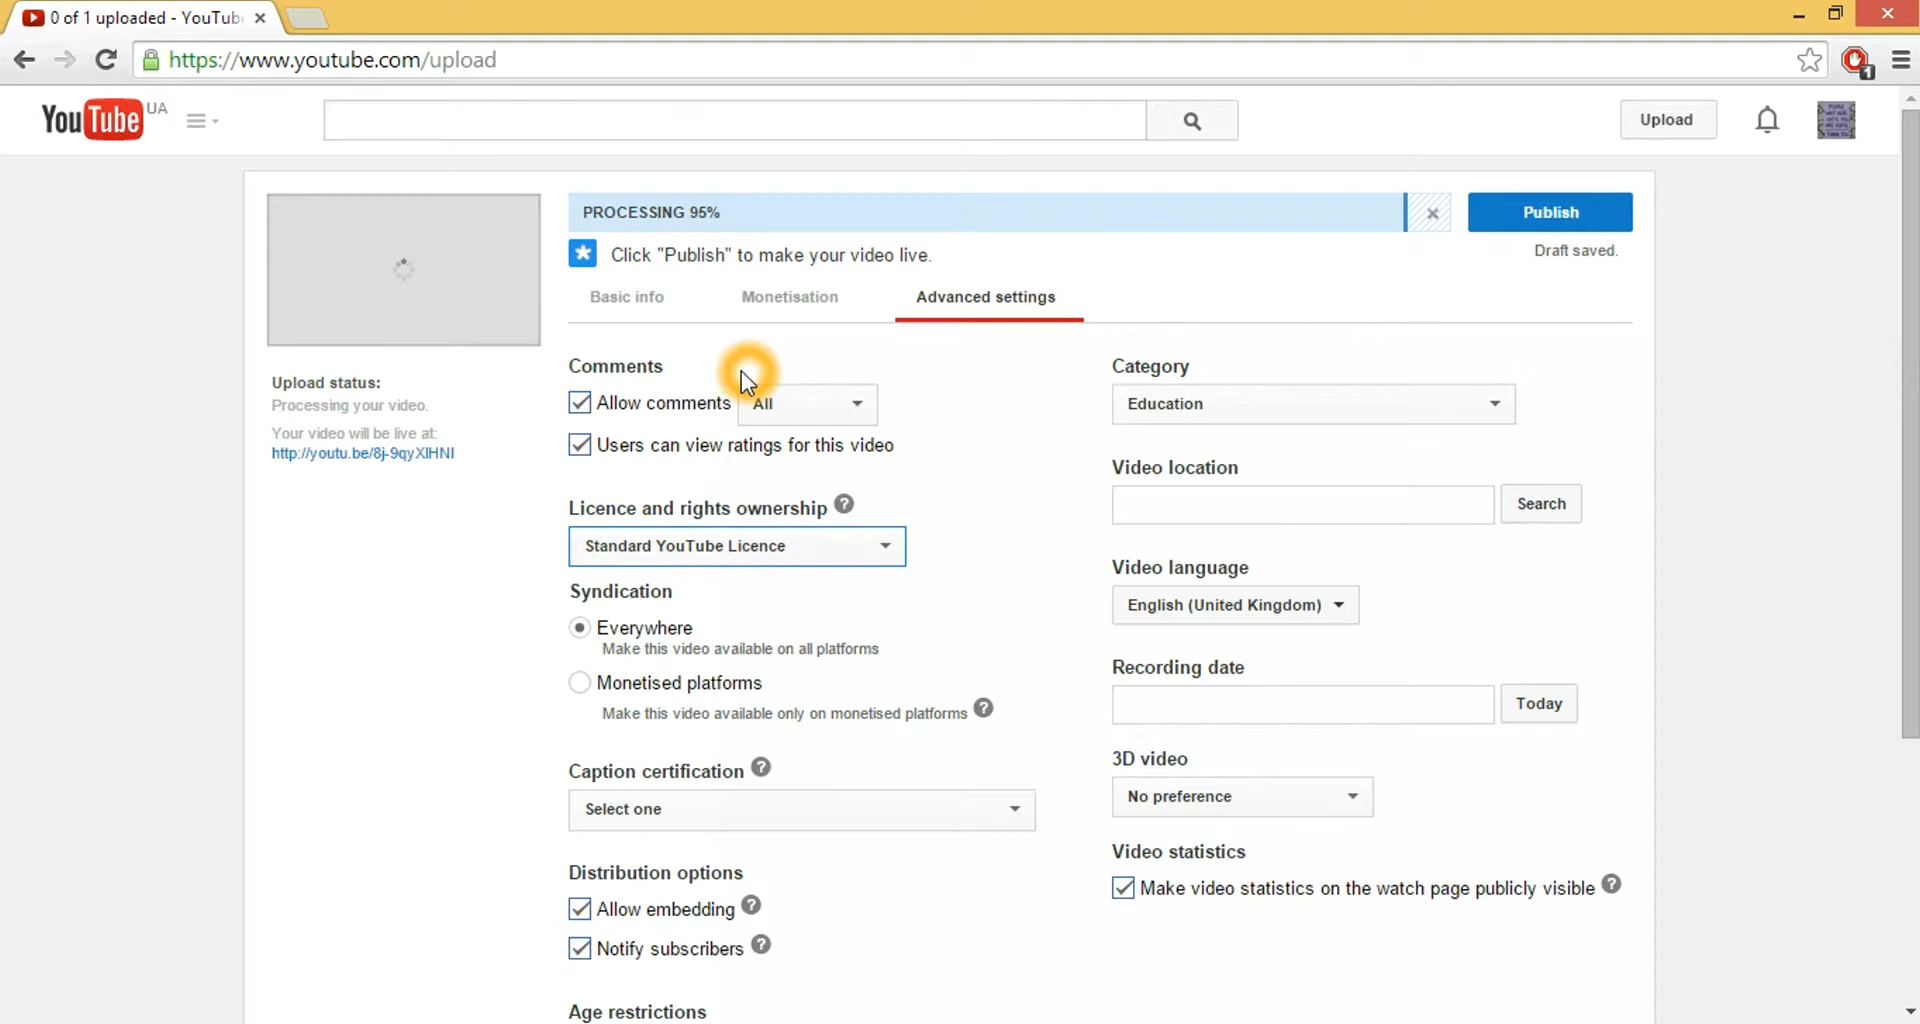 0 of 1 uploaded - YouTub
https://www.youtube.com/upload
YouTube UA
Upload
1
PROCESSING 95%
Publish
Click "Publish" to make your video live.
Draft saved.
Basic info
Monetisation
Advanced settings
Upload status:
Processing your video.
Your video will be live at:
http://youtu.be/8j-9qyXIHNI
Comments
Allow comments
All
Users can view ratings for this video
Licence and rights ownership ?
Standard YouTube Licence
Syndication
Everywhere
Make this video available on all platforms
Monetised platforms
Make this video available only on monetised platforms ?
Caption certification ?
Select one
Distribution options
Allow embedding ?
Notify subscribers ?
Age restrictions
Category
Education
Video location
Search
Video language
English (United Kingdom)
Recording date
Today
3D video
No preference
Video statistics
Make video statistics on the watch page publicly visible ?